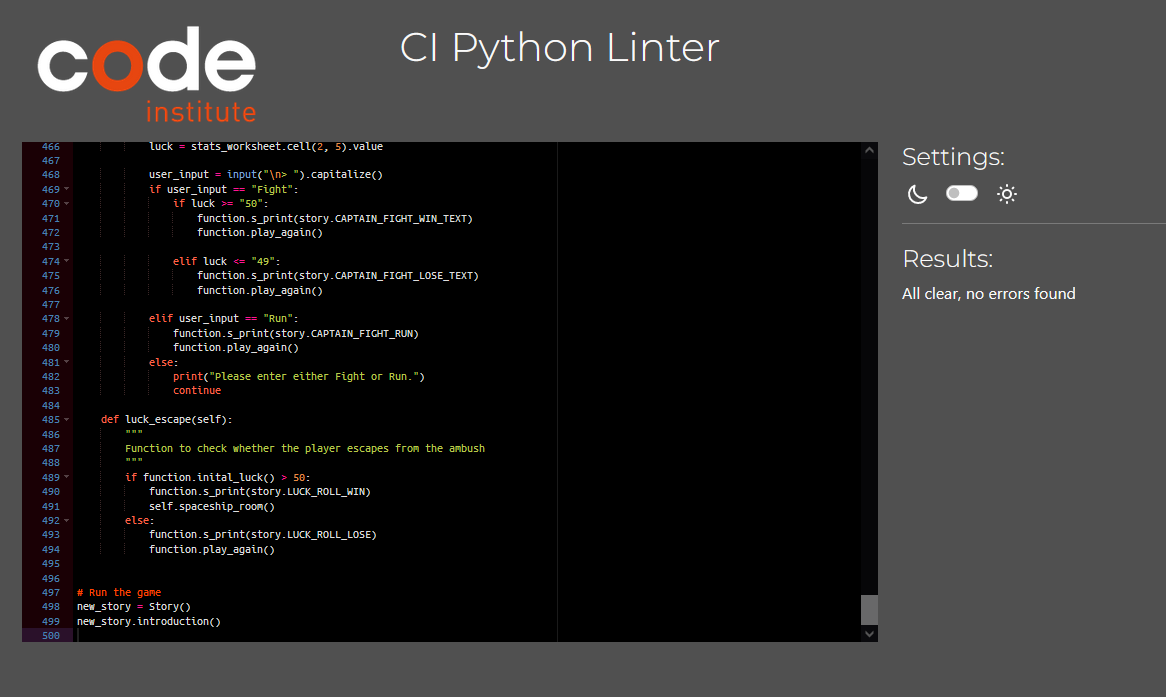 code
institute
CI Python Linter
466 luck = stats_worksheet.cell(2, 5).value
467
468 user_input = input("\n> ").capitalize()
469 if user_input == "Fight":
470 if luck >= "50":
471 function.s_print(story.CAPTAIN_FIGHT_WIN_TEXT)
472 function.play_again()
473
474 elif luck <= "49":
475 function.s_print(story.CAPTAIN_FIGHT_LOSE_TEXT)
476 function.play_again()
477
478 elif user_input == "Run":
479 function.s_print(story.CAPTAIN_FIGHT_RUN)
480 function.play_again()
481 else:
482 print("Please enter either Fight or Run.")
483 continue
484
485 def luck_escape(self):
486 """
487 Function to check whether the player escapes from the ambush
488 """
489 if function.inital_luck() > 50:
490 function.s_print(story.LUCK_ROLL_WIN)
491 self.spaceship_room()
492 else:
493 function.s_print(story.LUCK_ROLL_LOSE)
494 function.play_again()
495
496
497 # Run the game
498 new_story = Story()
499 new_story.introduction()
500
Settings:
Results:
All clear, no errors found